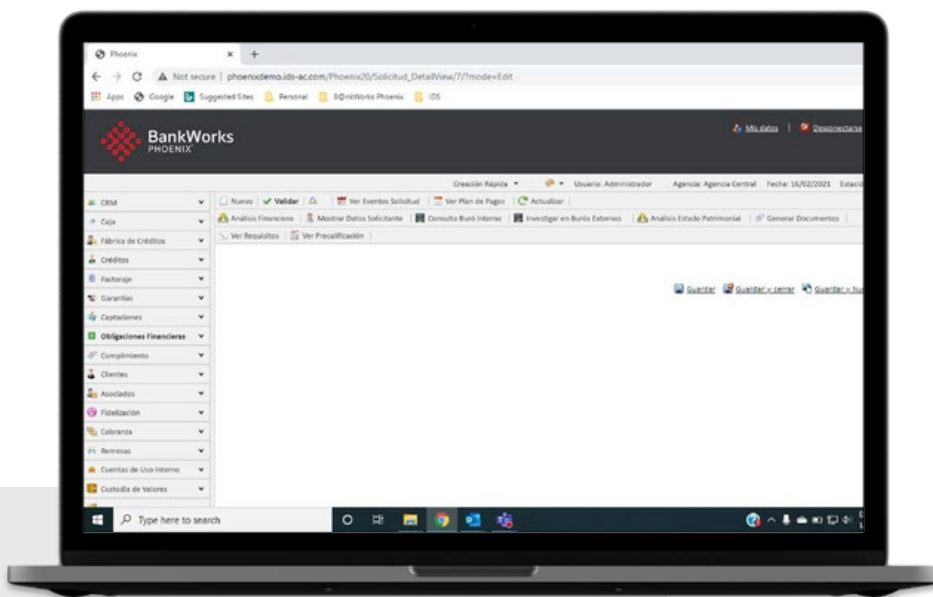 Phoenix
Not secure | phoenixdemo.ids-ac.com/Phoenix20/Solicitud_DetailView/7/?mode=Edit
Apps Google Suggested Sites Personal B@nkWorks Phoenix IDS
BankWorks
PHOENIX
Mis datos | Desconectarse
Creación Rápida Usuario: Administrador Agencia: Agencia Central Fecha: 16/02/2021
CRM
Nuevo Validar Ver Eventos Solicitud Ver Plan de Pagos Actualizar
Caja
Análisis Financiero Mostrar Datos Solicitante Consulta Buró Interno Investigar en Burós Externos Análisis Estado Patrimonial Generar Documentos
Fábrica de Créditos
Ver Requisitos Ver Precalificación
Créditos
Factoraje
Guardar Guardar y cerrar Guardar y
Garantías
Captaciones
Obligaciones Financieras
Cumplimiento
Clientes
Asociados
Fidelización
Cobranza
Remesas
Cuentas de Uso Interno
Custodia de Valores
Type here to search